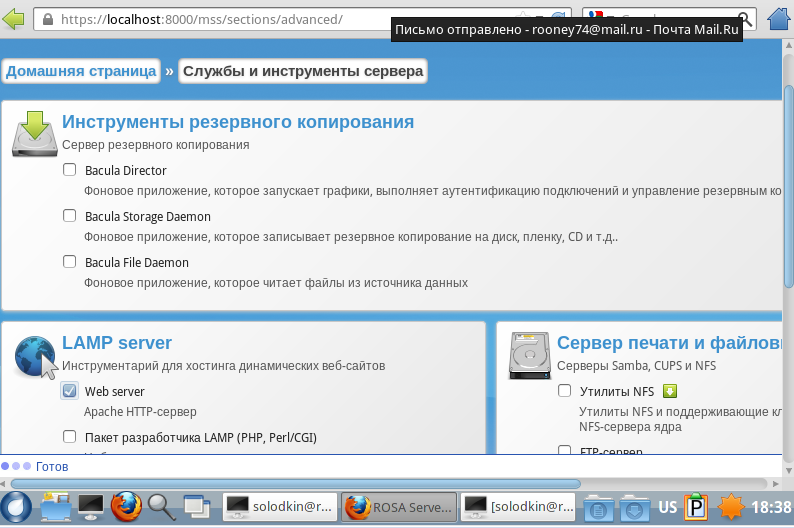 https://localhost:8000/mss/sections/advanced/
Письмо отправлено - rooney74@mail.ru - Почта Mail.Ru
Домашняя страница » Службы и инструменты сервера
Инструменты резервного копирования
Сервер резервного копирования
Bacula Director
Фоновое приложение, которое запускает графики, выполняет аутентификацию подключений и управление резервным ко
Bacula Storage Daemon
Фоновое приложение, которое записывает резервное копирование на диск, пленку, CD и т.д..
Bacula File Daemon
Фоновое приложение, которое читает файлы из источника данных
LAMP server
Инструментарий для хостинга динамических веб-сайтов
Web server
Apache HTTP-сервер
Пакет разработчика LAMP (PHP, Perl/CGI)
Сервер печати и файловы
Серверы Samba, CUPS и NFS
Утилиты NFS
Утилиты NFS и поддерживающие кл
NFS-сервера ядра
FTP-сервер
Готов
solodkin@r...
ROSA Serve...
[solodkin@r...
US
18:38